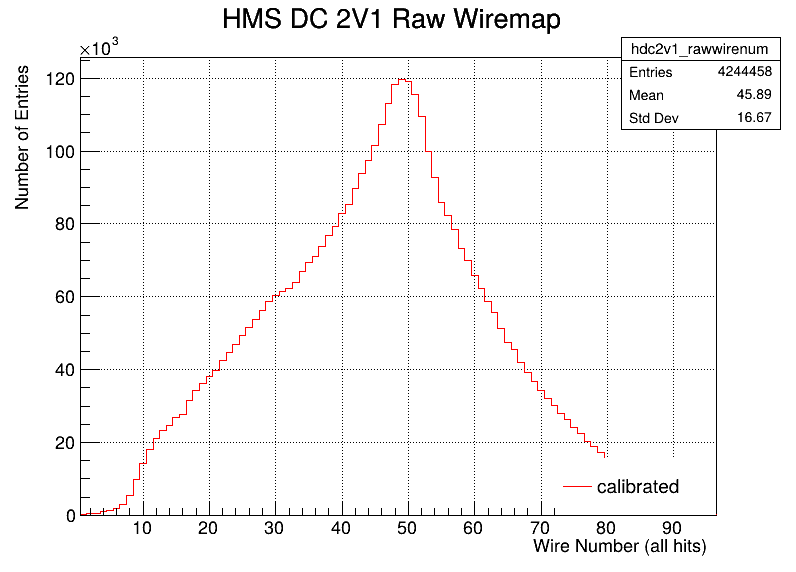 HMS DC 2V1 Raw Wiremap
×10³
hdc2v1_rawwirenum
Entries 4244458
Mean 45.89
Std Dev 16.67
Number of Entries
120
100
80
60
40
20
0
calibrated
10 20 30 40 50 60 70 80 90
Wire Number (all hits)